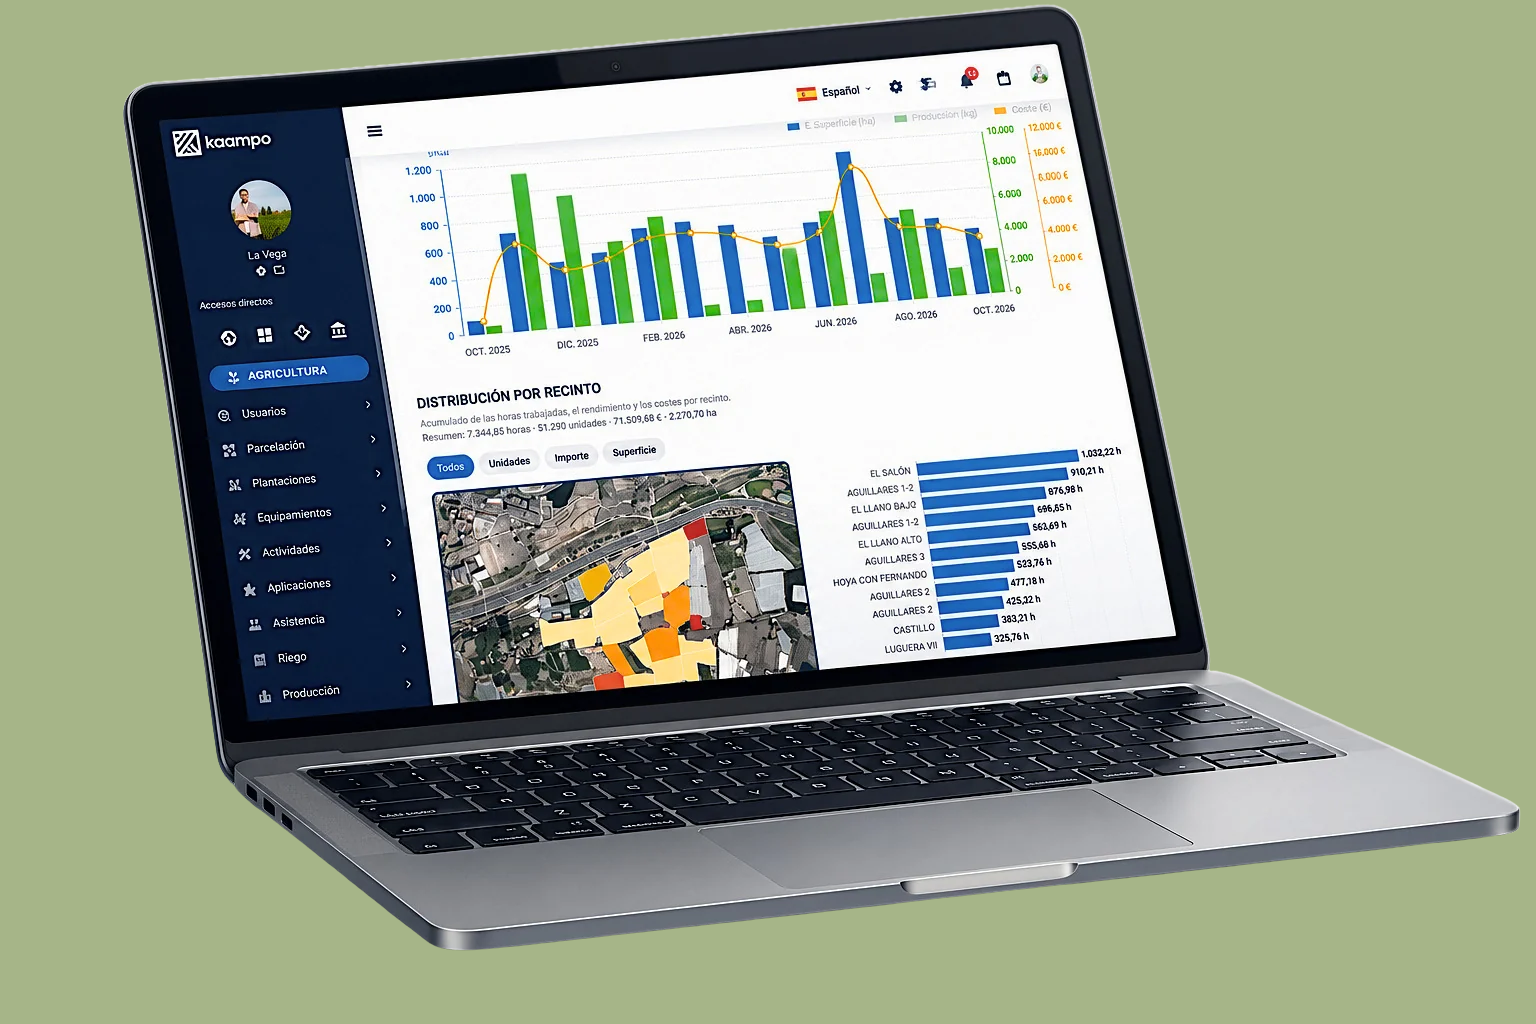 kaampo
Español
E Superficie (ha)
Producsion (kg)
Coste (€)
1.200
1.000
800
600
400
200
0
10.000
8.000
6.000
4.000
2.000
0
12.000 €
16,000 €
8,000 €
6.000 €
4.000 €
2.000 €
0 €
OCT. 2025
DIC. 2025
FEB. 2026
ABR. 2026
JUN. 2026
AGO. 2026
OCT. 2026
La Vega
Accesos directos
AGRICULTURA
Usuarios
Parcelación
Plantaciones
Equipamientos
Actividades
Aplicaciones
Asistencia
Riego
Producción
DISTRIBUCIÓN POR RECINTO
Acumulado de las horas trabajadas, el rendimiento y los costes por recinto.
Resumen: 7.344,85 horas · 51.290 unidades · 71.509,68 € · 2.270,70 ha
Todos
Unidades
Importe
Superficie
EL SALÓN 1.032,22 h
AGUILLARES 1-2 910,21 h
EL LLANO BAJO 876,98 h
AGUILLARES 1-2 696,65 h
EL LLANO ALTO 563,69 h
AGUILLARES 3 555,68 h
HOYA CON FERNANDO 523,76 h
AGUILLARES 2 477,18 h
AGUILLARES 2 425,22 h
CASTILLO 383,21 h
LUGUERA VII 325,76 h